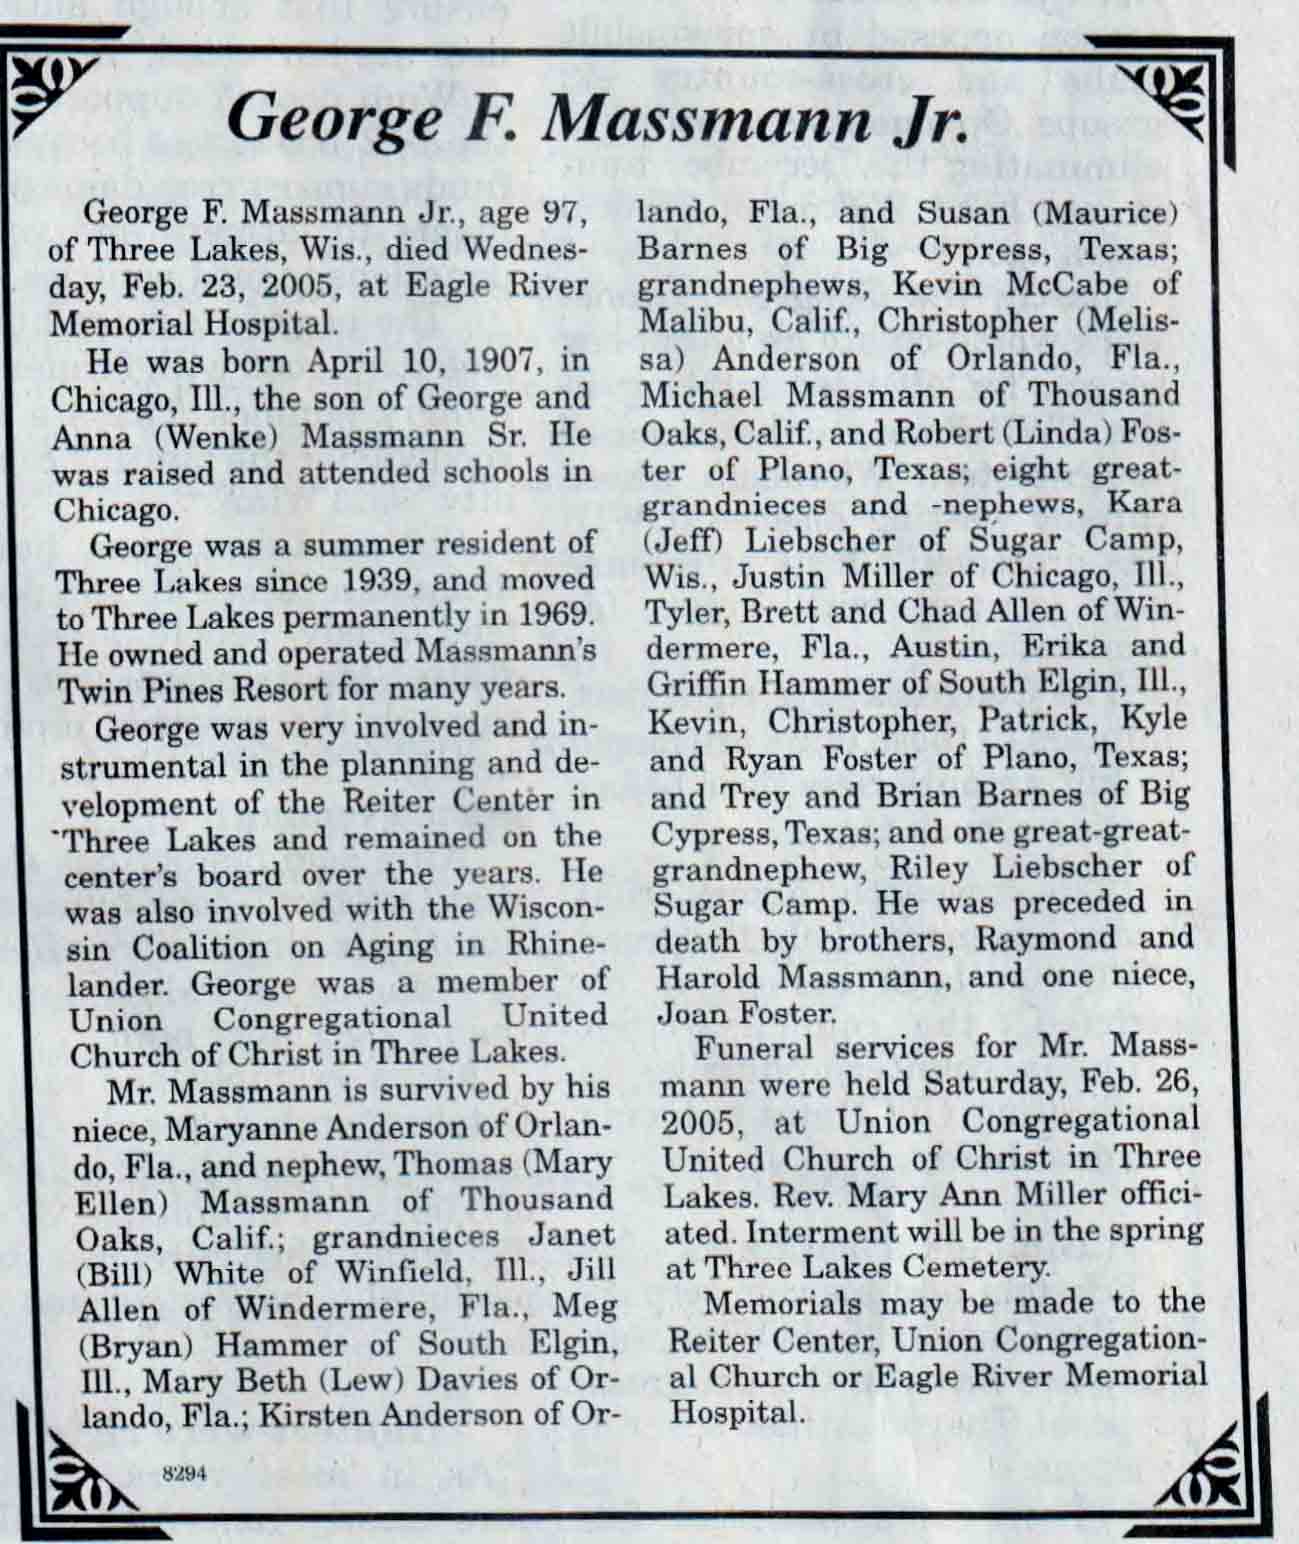 George F. Massmann Jr.
George F. Massmann Jr., age 97,
of Three Lakes, Wis., died Wednes-
day, Feb. 23, 2005, at Eagle River
Memorial Hospital.
He was born April 10, 1907, in
Chicago, Ill., the son of George and
Anna (Wenke) Massmann Sr. He
was raised and attended schools in
Chicago.
George was a summer resident of
Three Lakes since 1939, and moved
to Three Lakes permanently in 1969.
He owned and operated Massmann's
Twin Pines Resort for many years.
George was very involved and in-
strumental in the planning and de-
velopment of the Reiter Center in
Three Lakes and remained on the
center's board over the years. He
was also involved with the Wiscon-
sin Coalition on Aging in Rhine-
lander. George was a member of
Union Congregational United
Church of Christ in Three Lakes.
Mr. Massmann is survived by his
niece, Maryanne Anderson of Orlan-
do, Fla., and nephew, Thomas (Mary
Ellen) Massmann of Thousand
Oaks, Calif.; grandnieces Janet
(Bill) White of Winfield, Ill., Jill
Allen of Windermere, Fla., Meg
(Bryan) Hammer of South Elgin,
Ill., Mary Beth (Lew) Davies of Or-
lando, Fla.; Kirsten Anderson of Or-
lando, Fla., and Susan (Maurice)
Barnes of Big Cypress, Texas;
grandnephews, Kevin McCabe of
Malibu, Calif., Christopher (Melis-
sa) Anderson of Orlando, Fla.,
Michael Massmann of Thousand
Oaks, Calif., and Robert (Linda) Fos-
ter of Plano, Texas; eight great-
grandnieces and -nephews, Kara
(Jeff) Liebscher of Sugar Camp,
Wis., Justin Miller of Chicago, Ill.,
Tyler, Brett and Chad Allen of Win-
dermere, Fla., Austin, Erika and
Griffin Hammer of South Elgin, Ill.,
Kevin, Christopher, Patrick, Kyle
and Ryan Foster of Plano, Texas;
and Trey and Brian Barnes of Big
Cypress, Texas; and one great-great-
grandnephew, Riley Liebscher of
Sugar Camp. He was preceded in
death by brothers, Raymond and
Harold Massmann, and one niece,
Joan Foster.
Funeral services for Mr. Mass-
mann were held Saturday, Feb. 26,
2005, at Union Congregational
United Church of Christ in Three
Lakes. Rev. Mary Ann Miller offici-
ated. Interment will be in the spring
at Three Lakes Cemetery.
Memorials may be made to the
Reiter Center, Union Congregation-
al Church or Eagle River Memorial
Hospital.
8294